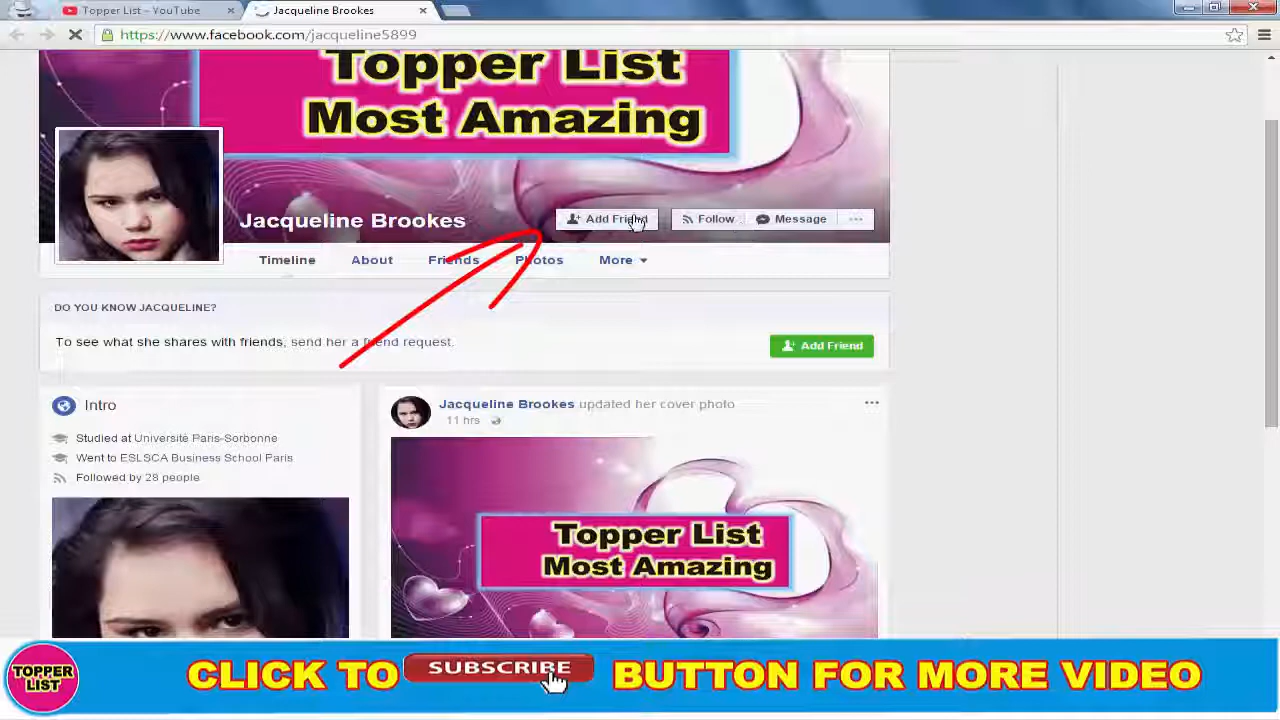 Topper List – YouTube
Jacqueline Brookes
https://www.facebook.com/jacqueline5899
Topper List
Most Amazing
Jacqueline Brookes
Add Friend
Follow
Message
Timeline
About
Friends
Photos
More
DO YOU KNOW JACQUELINE?
To see what she shares with friends, send her a friend request.
Add Friend
Intro
Studied at Université Paris-Sorbonne
Went to ESLSCA Business School Paris
Followed by 28 people
Jacqueline Brookes updated her cover photo
11 hrs
Topper List
Most Amazing
TOPPER
LIST
CLICK TO SUBSCRIBE BUTTON FOR MORE VIDEO